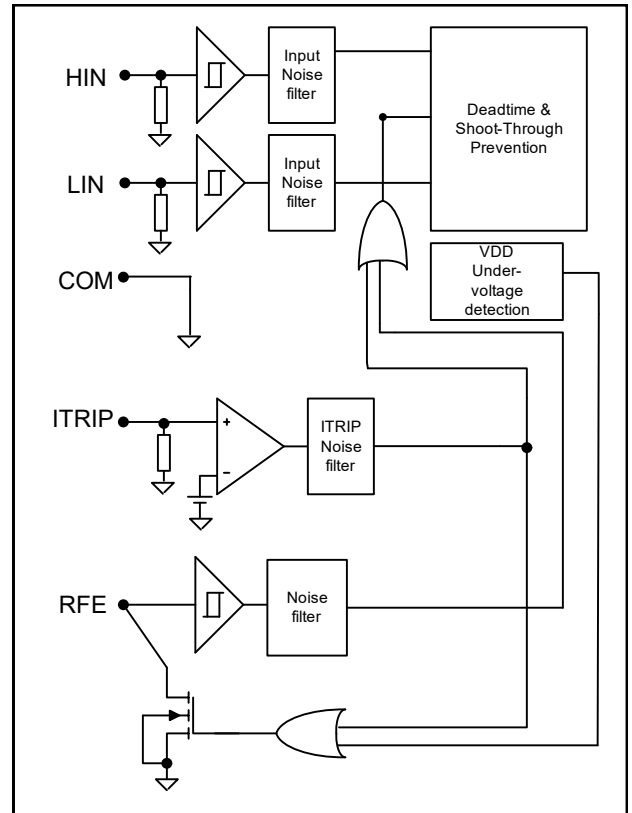 HIN
Input
Noise
filter
Deadtime &
Shoot-Through
Prevention
LIN
Input
Noise
filter
VDD
Under-
voltage
detection
COM
ITRIP
+
-
ITRIP
Noise
filter
RFE
Noise
filter